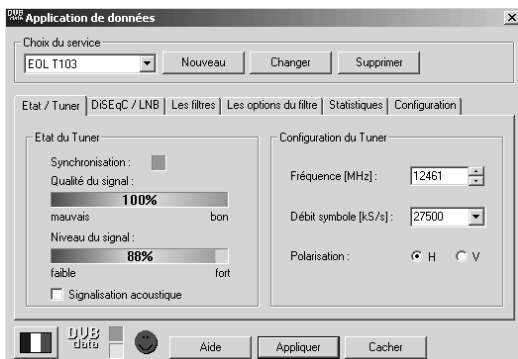 DVB data Application de données
Choix du service
EOL T103 Nouveau Changer Supprimer
Etat / Tuner DiSEqC / LNB Les filtres Les options du filtre Statistiques Configuration
Etat du Tuner
Synchronisation :
Qualité du signal :
100%
mauvais bon
Niveau du signal :
88%
faible fort
Signalisation acoustique
Configuration du Tuner
Fréquence [MHz] : 12461
Débit symbole [kS/s] : 27500
Polarisation : H V
DVB data Aide Appliquer Cacher